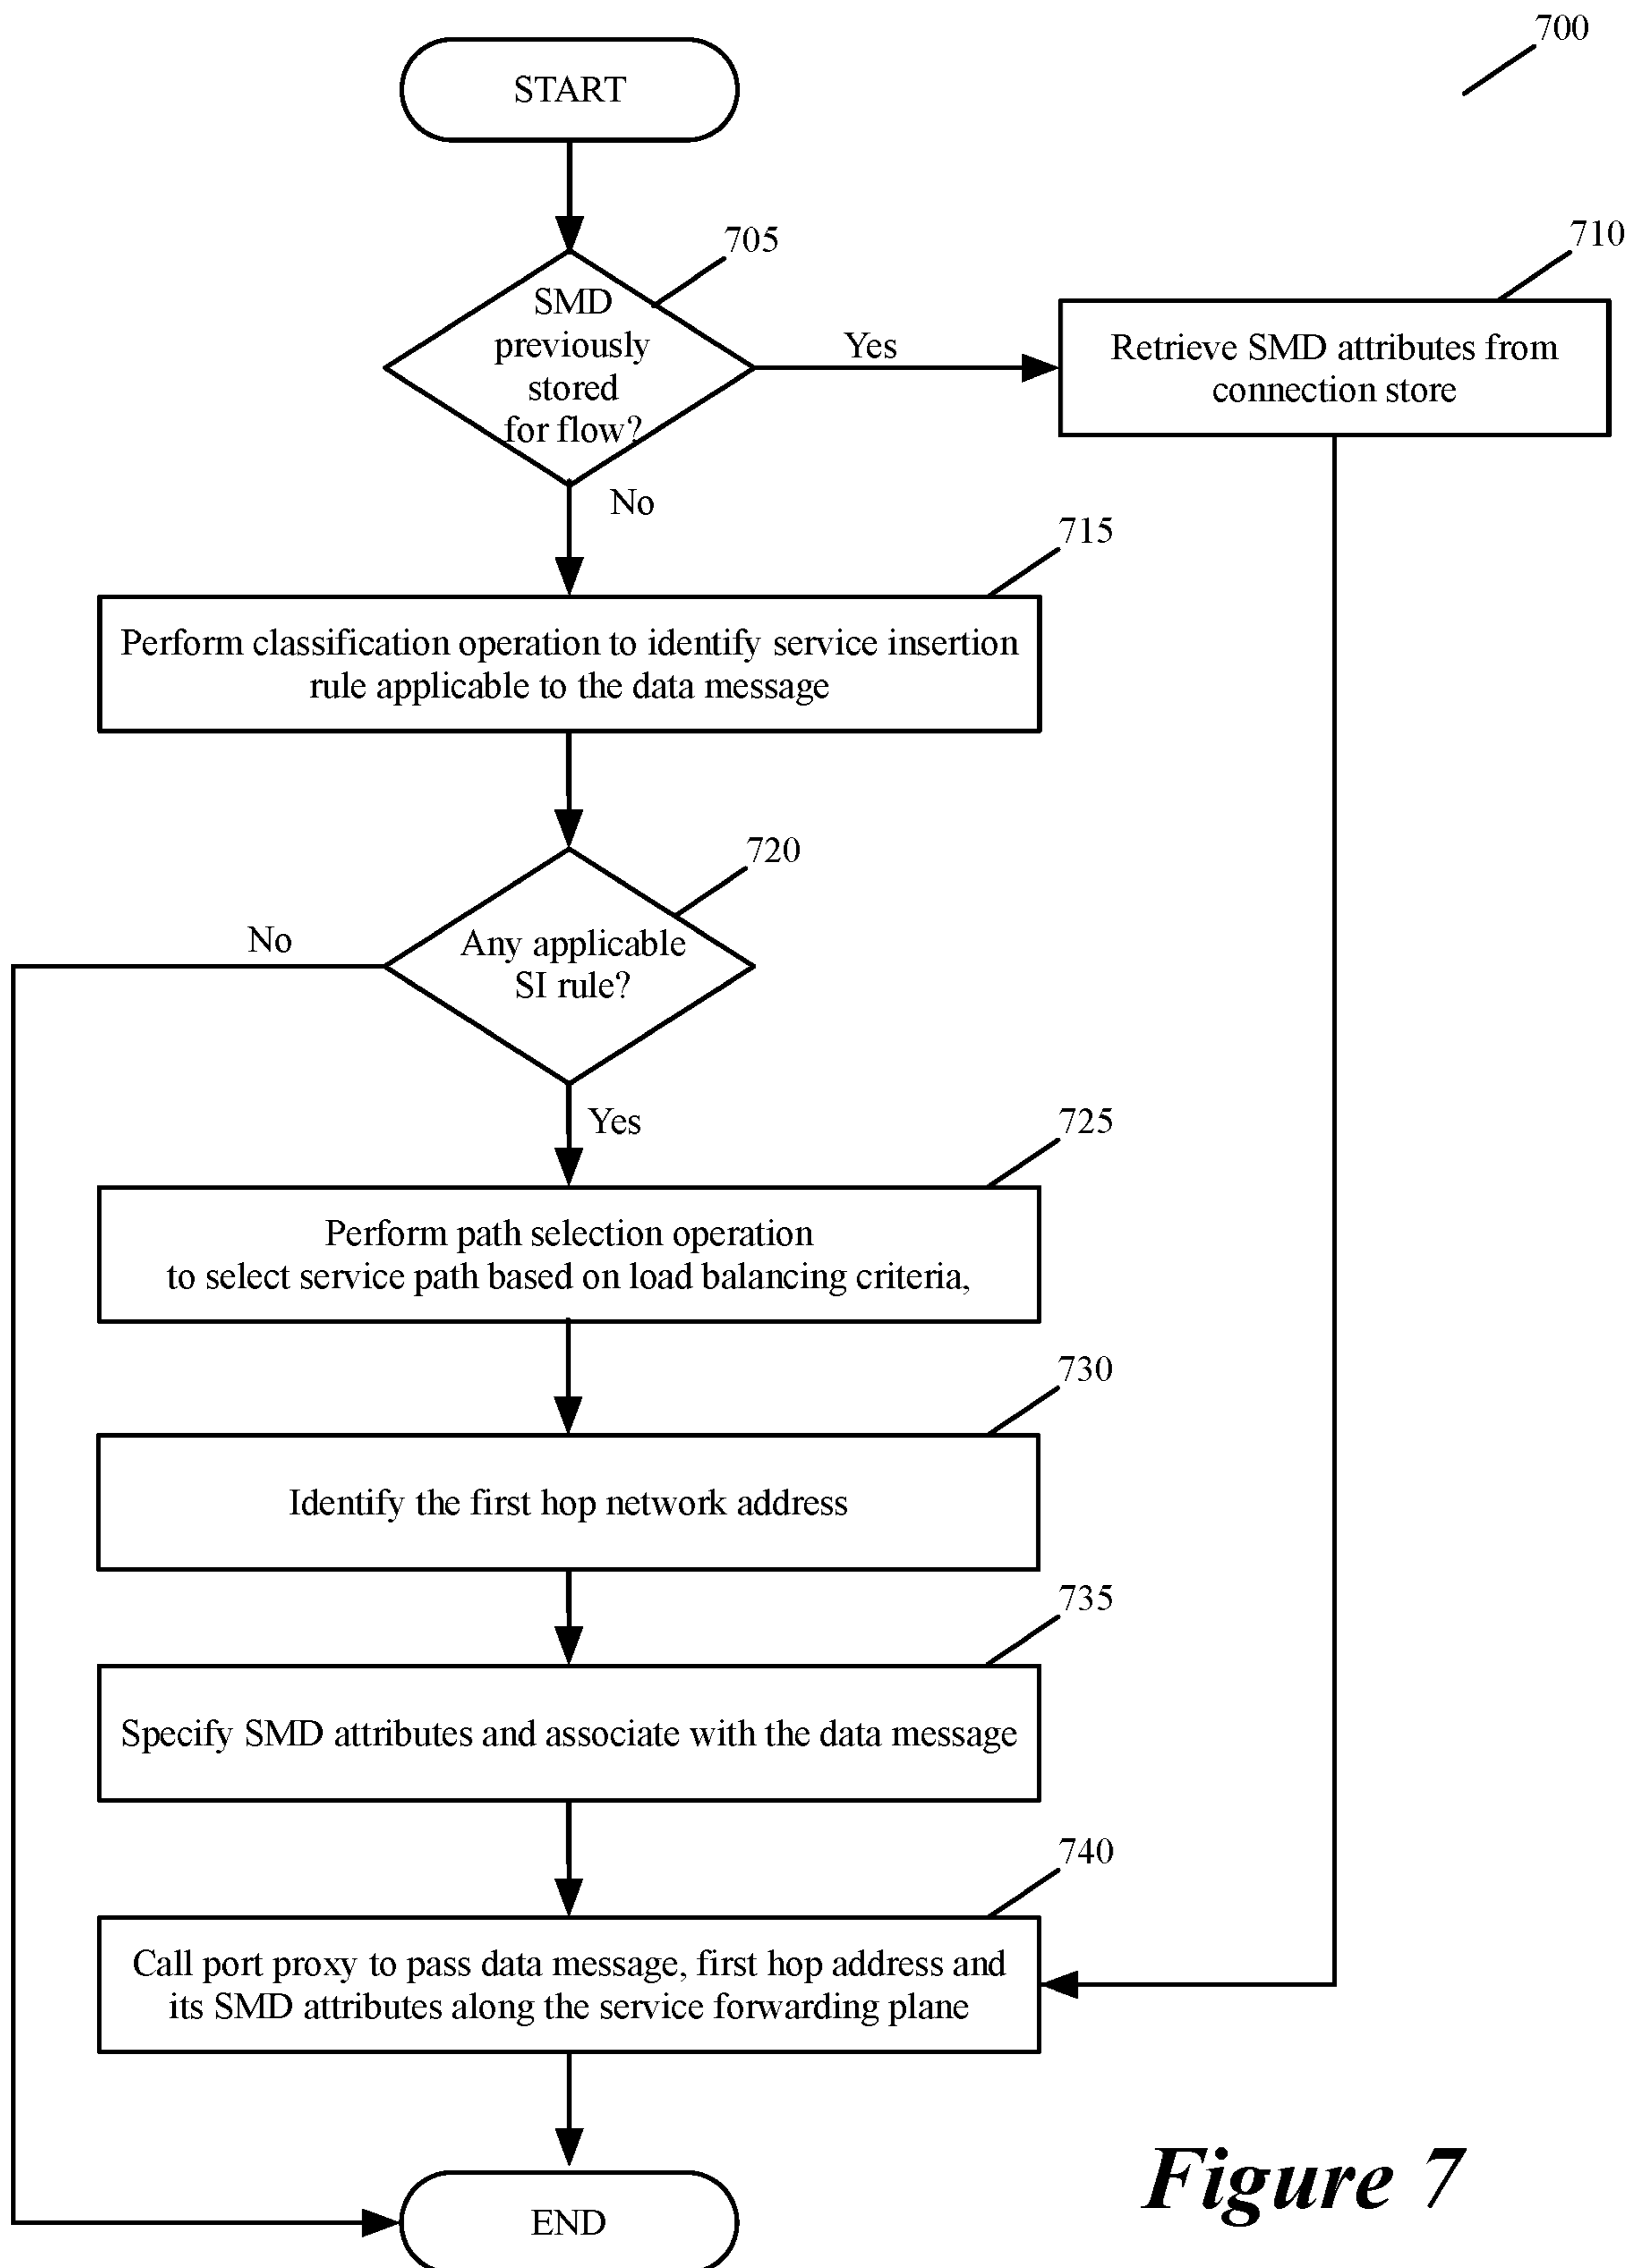 700
START
705
SMD
previously
stored
for flow?
Yes
710
Retrieve SMD attributes from
connection store
No
715
Perform classification operation to identify service insertion
rule applicable to the data message
720
Any applicable
SI rule?
No
Yes
725
Perform path selection operation
to select service path based on load balancing criteria,
730
Identify the first hop network address
735
Specify SMD attributes and associate with the data message
740
Call port proxy to pass data message, first hop address and
its SMD attributes along the service forwarding plane
END
Figure 7